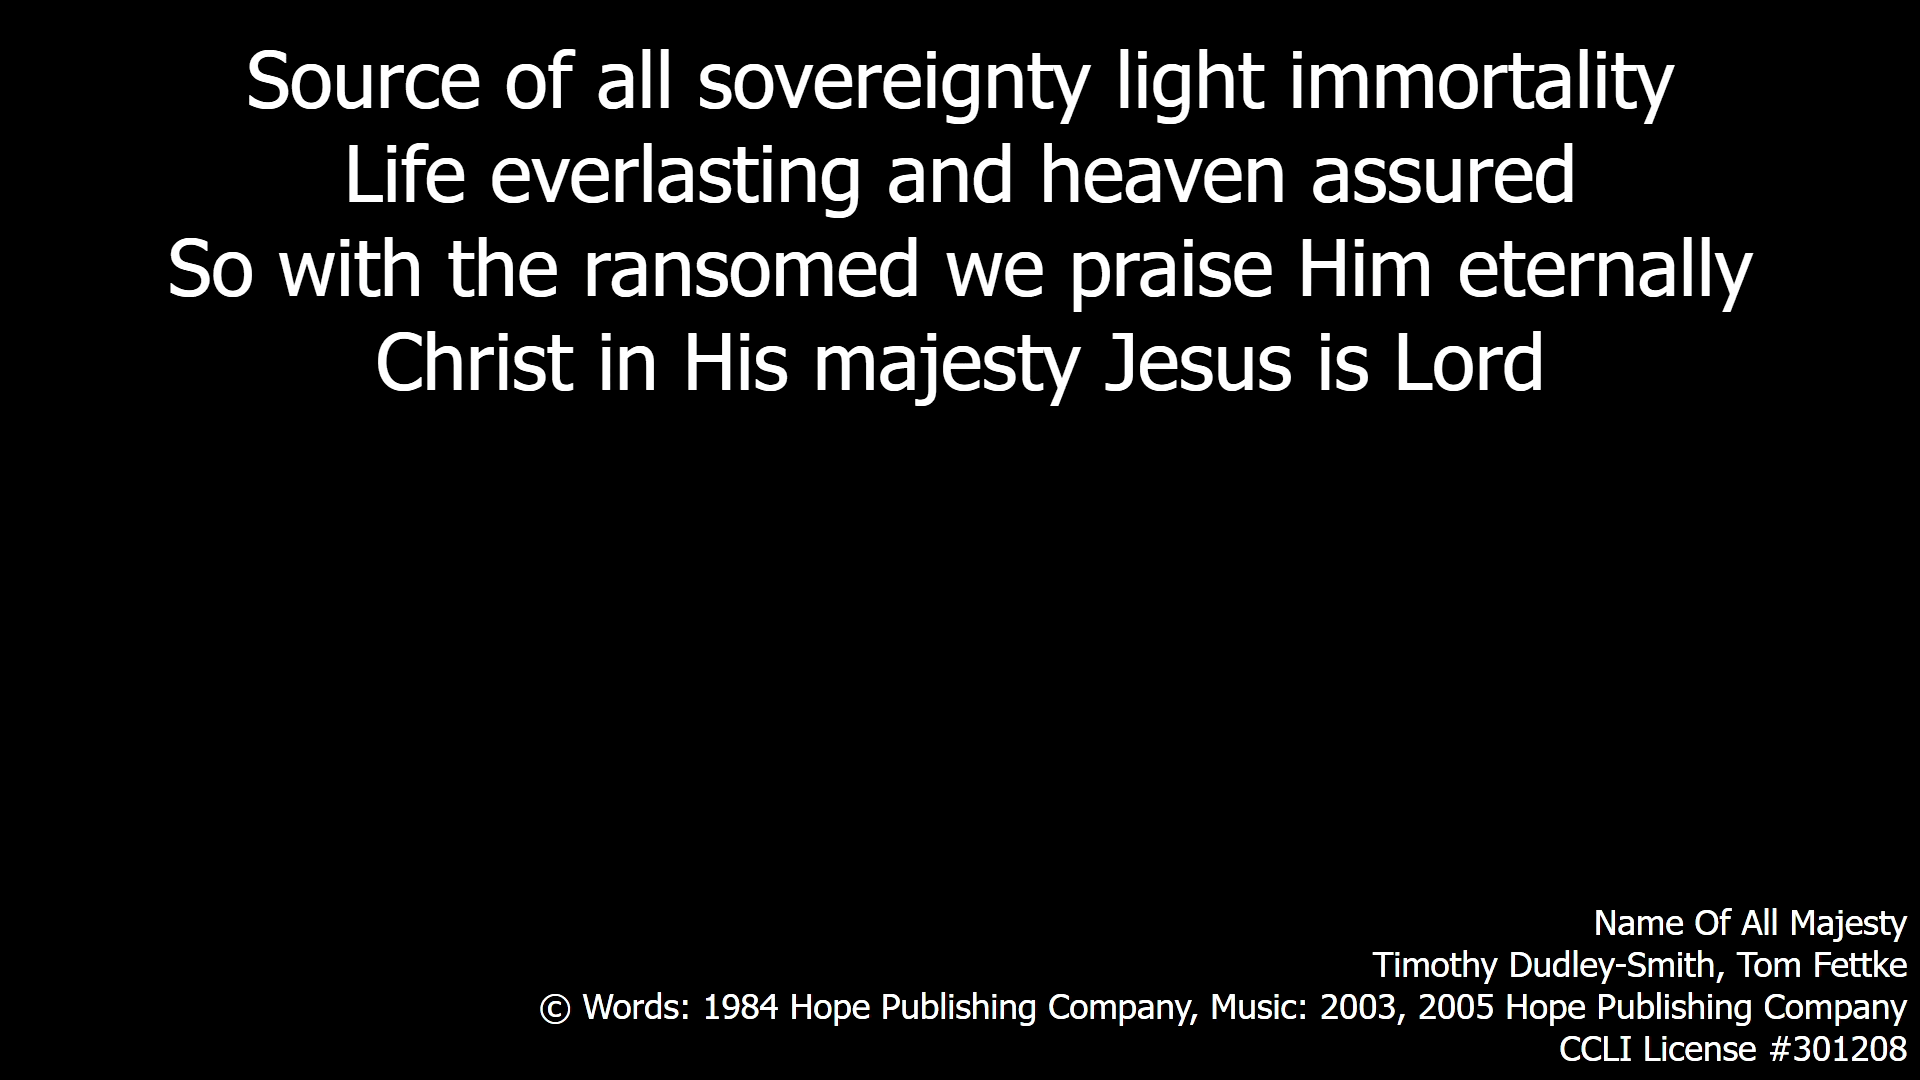 Source of all sovereignty light immortality
Life everlasting and heaven assured
So with the ransomed we praise Him eternally
Christ in His majesty Jesus is Lord
Name Of All Majesty
Timothy Dudley-Smith, Tom Fettke
© Words: 1984 Hope Publishing Company, Music: 2003, 2005 Hope Publishing Company
CCLI License #301208